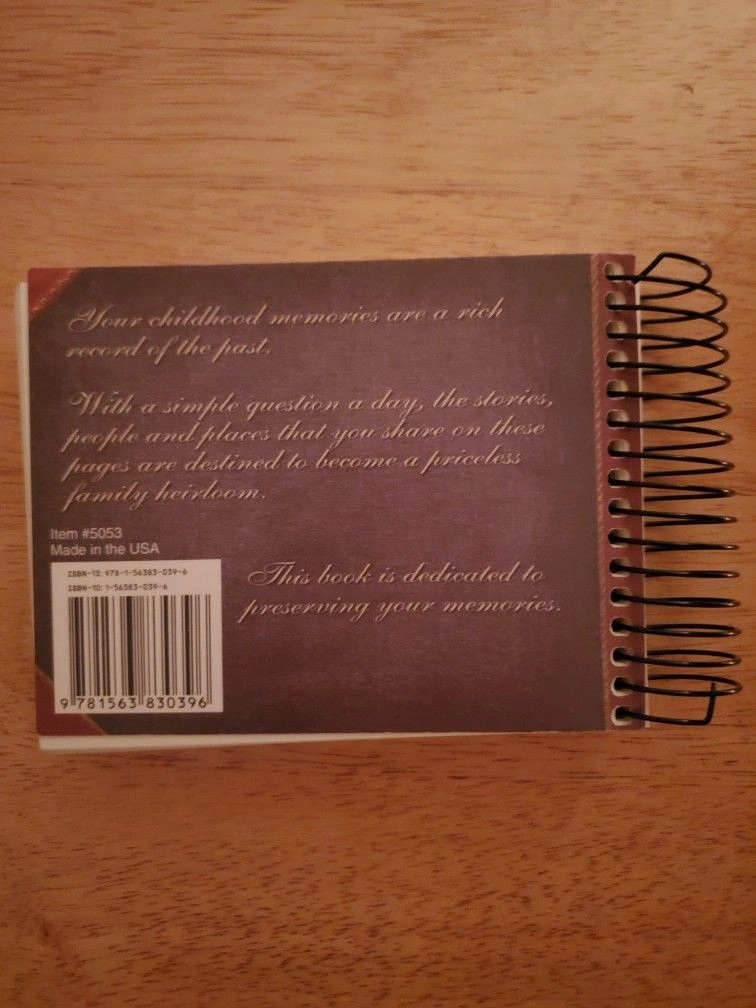 Your childhood memories are a rich
record of the past.
With a simple question a day, the stories,
people and places that you share on these
pages are destined to become a priceless
family heirloom.
Item #5053
Made in the USA
ISBN-13: 978-1-56383-039-6
ISBN-10: 1-56383-039-6
9 781563 830396
This book is dedicated to
preserving your memories.